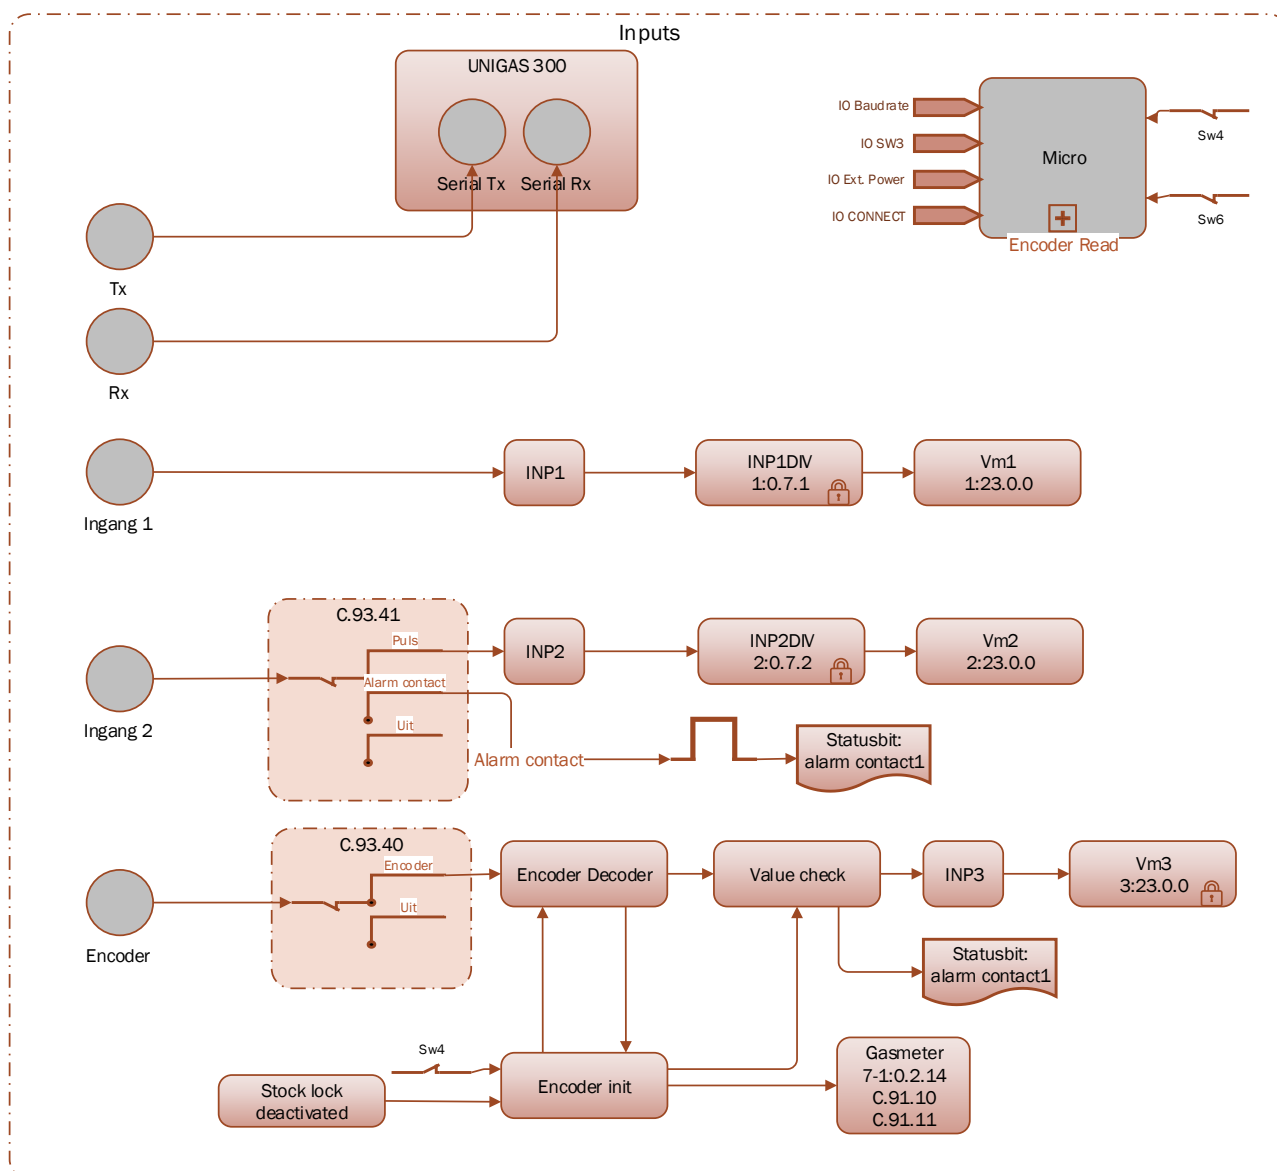 Inputs
UNIGAS 300
Serial Tx
Serial Rx
IO Baudrate
IO SW3
IO Ext. Power
IO CONNECT
Micro
Encoder Read
Sw4
Sw6
Tx
Rx
Ingang 1
INP1
INP1DIV
1:0.7.1
Vm1
1:23.0.0
C.93.41
Puls
Alarm contact
Uit
Ingang 2
INP2
INP2DIV
2:0.7.2
Vm2
2:23.0.0
Alarm contact
Statusbit:
alarm contact1
C.93.40
Encoder
Uit
Encoder
Encoder Decoder
Value check
INP3
Vm3
3:23.0.0
Statusbit:
alarm contact1
Sw4
Stock lock
deactivated
Encoder init
Gasmeter
7-1:0.2.14
C.91.10
C.91.11